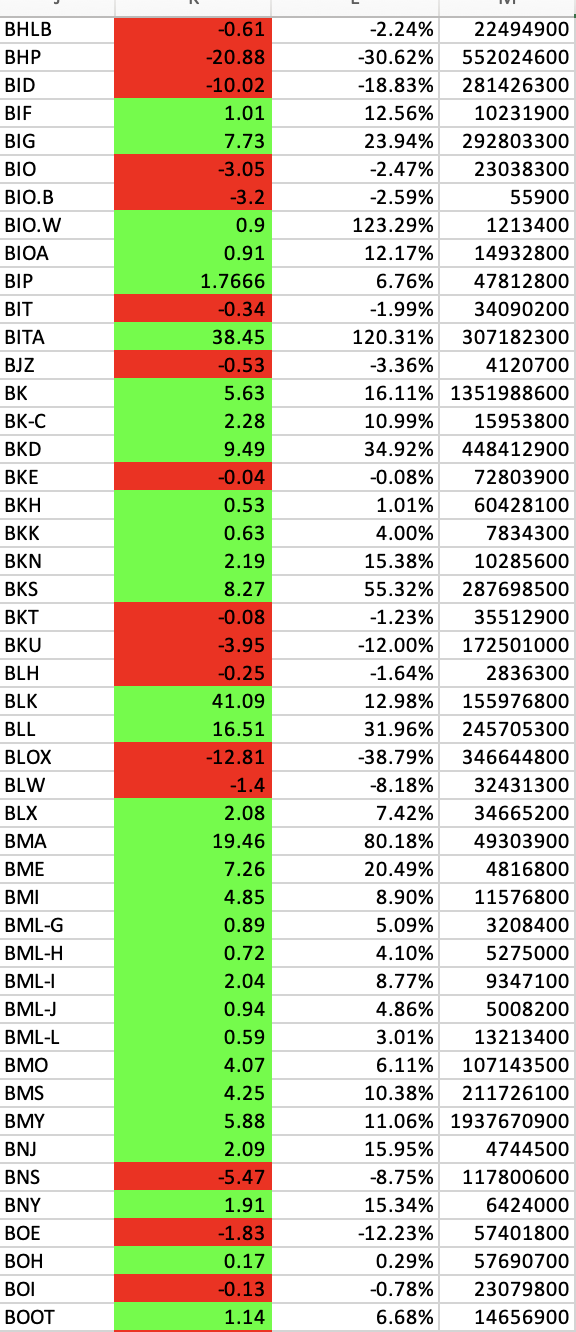 BHLB -0.61 -2.24% 22494900
BHP -20.88 -30.62% 552024600
BID -10.02 -18.83% 281426300
BIF 1.01 12.56% 10231900
BIG 7.73 23.94% 292803300
BIO -3.05 -2.47% 23038300
BIO.B -3.2 -2.59% 55900
BIO.W 0.9 123.29% 1213400
BIOA 0.91 12.17% 14932800
BIP 1.7666 6.76% 47812800
BIT -0.34 -1.99% 34090200
BITA 38.45 120.31% 307182300
BJZ -0.53 -3.36% 4120700
BK 5.63 16.11% 1351988600
BK-C 2.28 10.99% 15953800
BKD 9.49 34.92% 448412900
BKE -0.04 -0.08% 72803900
BKH 0.53 1.01% 60428100
BKK 0.63 4.00% 7834300
BKN 2.19 15.38% 10285600
BKS 8.27 55.32% 287698500
BKT -0.08 -1.23% 35512900
BKU -3.95 -12.00% 172501000
BLH -0.25 -1.64% 2836300
BLK 41.09 12.98% 155976800
BLL 16.51 31.96% 245705300
BLOX -12.81 -38.79% 346644800
BLW -1.4 -8.18% 32431300
BLX 2.08 7.42% 34665200
BMA 19.46 80.18% 49303900
BME 7.26 20.49% 4816800
BMI 4.85 8.90% 11576800
BML-G 0.89 5.09% 3208400
BML-H 0.72 4.10% 5275000
BML-I 2.04 8.77% 9347100
BML-J 0.94 4.86% 5008200
BML-L 0.59 3.01% 13213400
BMO 4.07 6.11% 107143500
BMS 4.25 10.38% 211726100
BMY 5.88 11.06% 1937670900
BNJ 2.09 15.95% 4744500
BNS -5.47 -8.75% 117800600
BNY 1.91 15.34% 6424000
BOE -1.83 -12.23% 57401800
BOH 0.17 0.29% 57690700
BOI -0.13 -0.78% 23079800
BOOT 1.14 6.68% 14656900